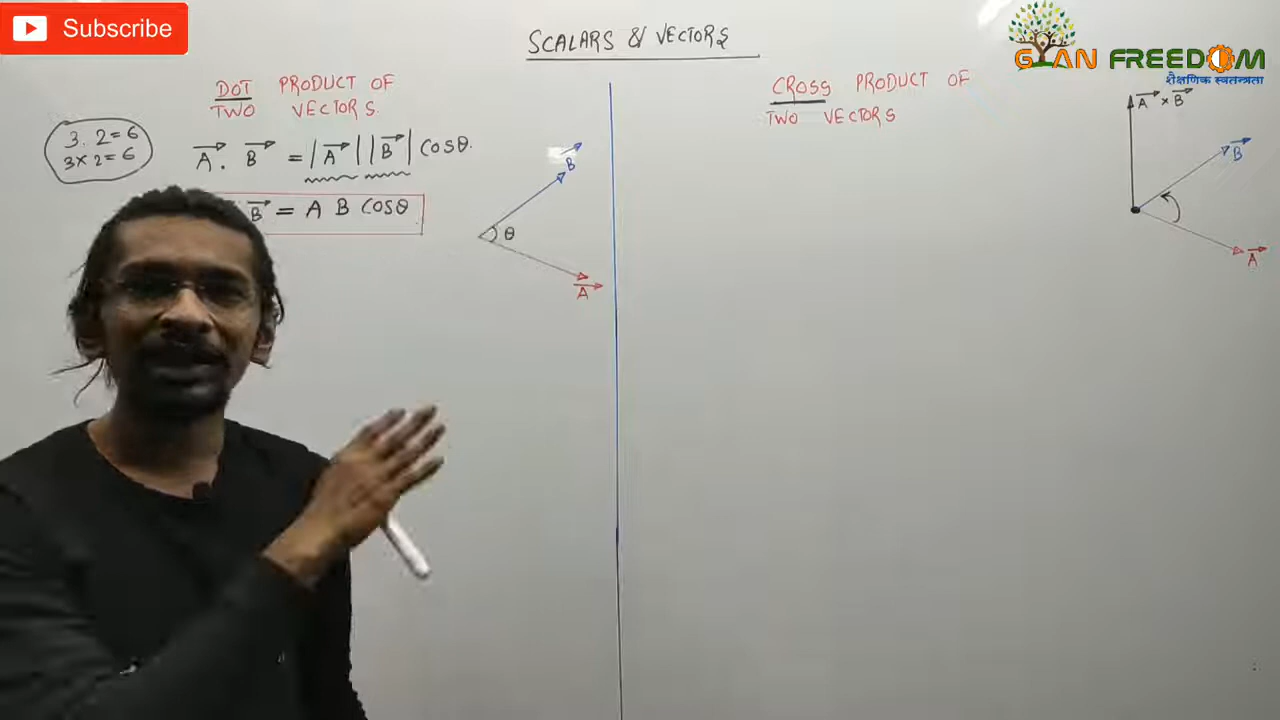 Subscribe
SCALARS & VECTORS
GYAN FREEDOM
शैक्षणिक स्वतन्त्रता
DOT PRODUCT OF
TWO VECTORS.
3. 2 = 6
3 × 2 = 6
A⃗ . B⃗ = |A⃗| |B⃗| COSθ.
B⃗ = A B COSθ
B⃗
θ
A⃗
CROSS PRODUCT OF
TWO VECTORS
A⃗ × B⃗
B⃗
A⃗